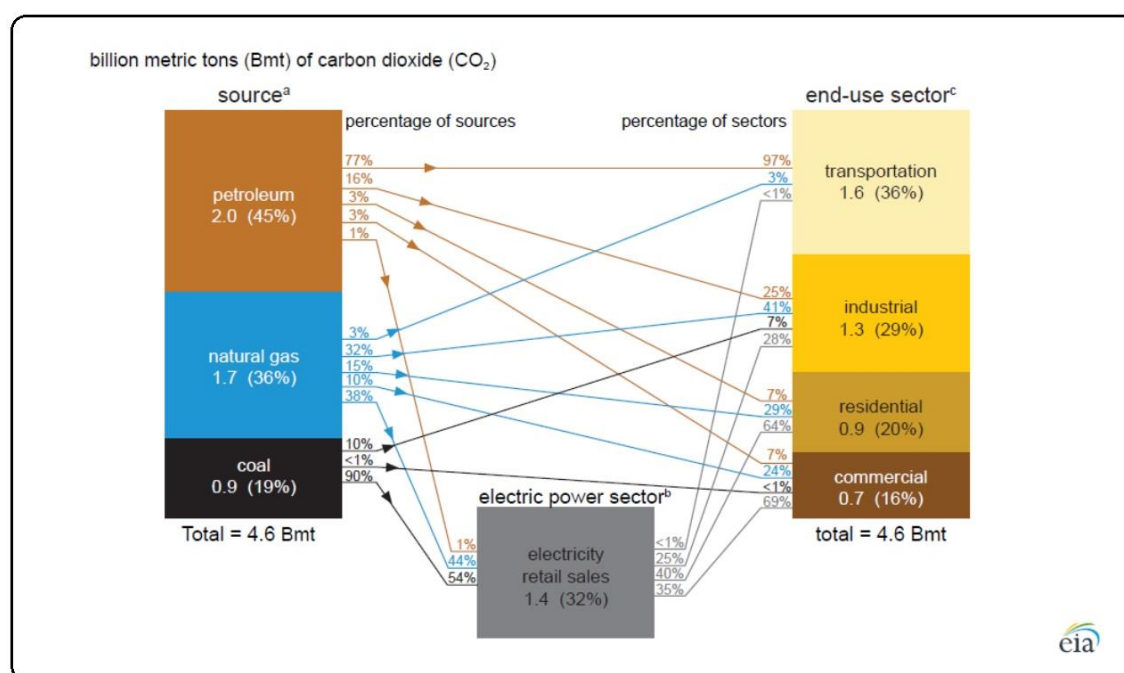 billion metric tons (Bmt) of carbon dioxide (CO₂)
sourceᵃ
end-use sectorᶜ
percentage of sources
percentage of sectors
petroleum
2.0 (45%)
77%
16%
3%
3%
1%
natural gas
1.7 (36%)
3%
32%
15%
10%
38%
coal
0.9 (19%)
10%
<1%
90%
Total = 4.6 Bmt
electric power sectorᵇ
1%
44%
54%
electricity
retail sales
1.4 (32%)
<1%
25%
40%
35%
97%
3%
<1%
transportation
1.6 (36%)
25%
41%
7%
28%
industrial
1.3 (29%)
7%
29%
64%
residential
0.9 (20%)
7%
24%
<1%
69%
commercial
0.7 (16%)
total = 4.6 Bmt
eia